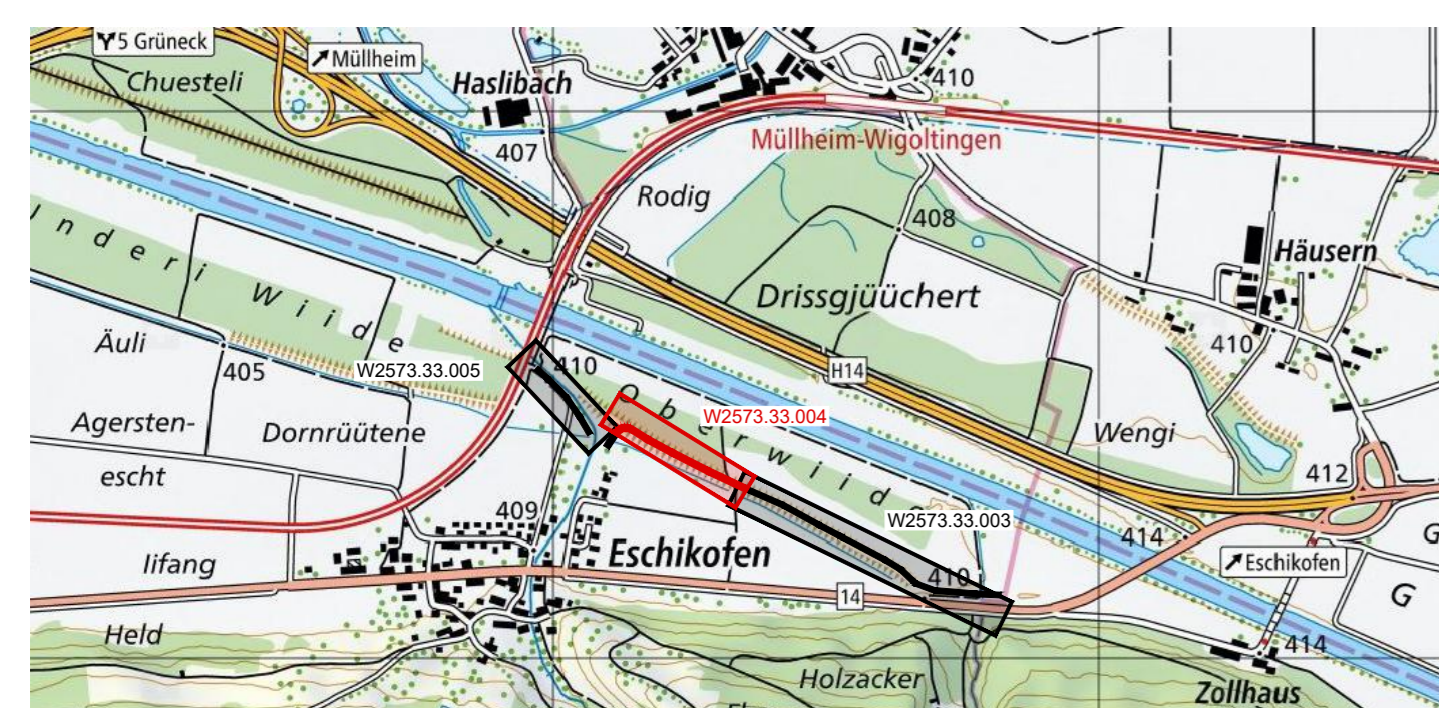 5 Grüneck
Müllheim
Chuesteli
Haslibach
410
Müllheim-Wigoltingen
407
Rodig
408
Häusern
Underi Wiide
Drissgjüüchert
Äuli
405
W2573.33.005
410
H14
410
Oberwiide
W2573.33.004
Agersten-
escht
Dornrüütene
Wengi
412
409
W2573.33.003
414
G
Iifang
Eschikofen
410
Eschikofen
14
G
Held
414
Holzacker
Zollhaus